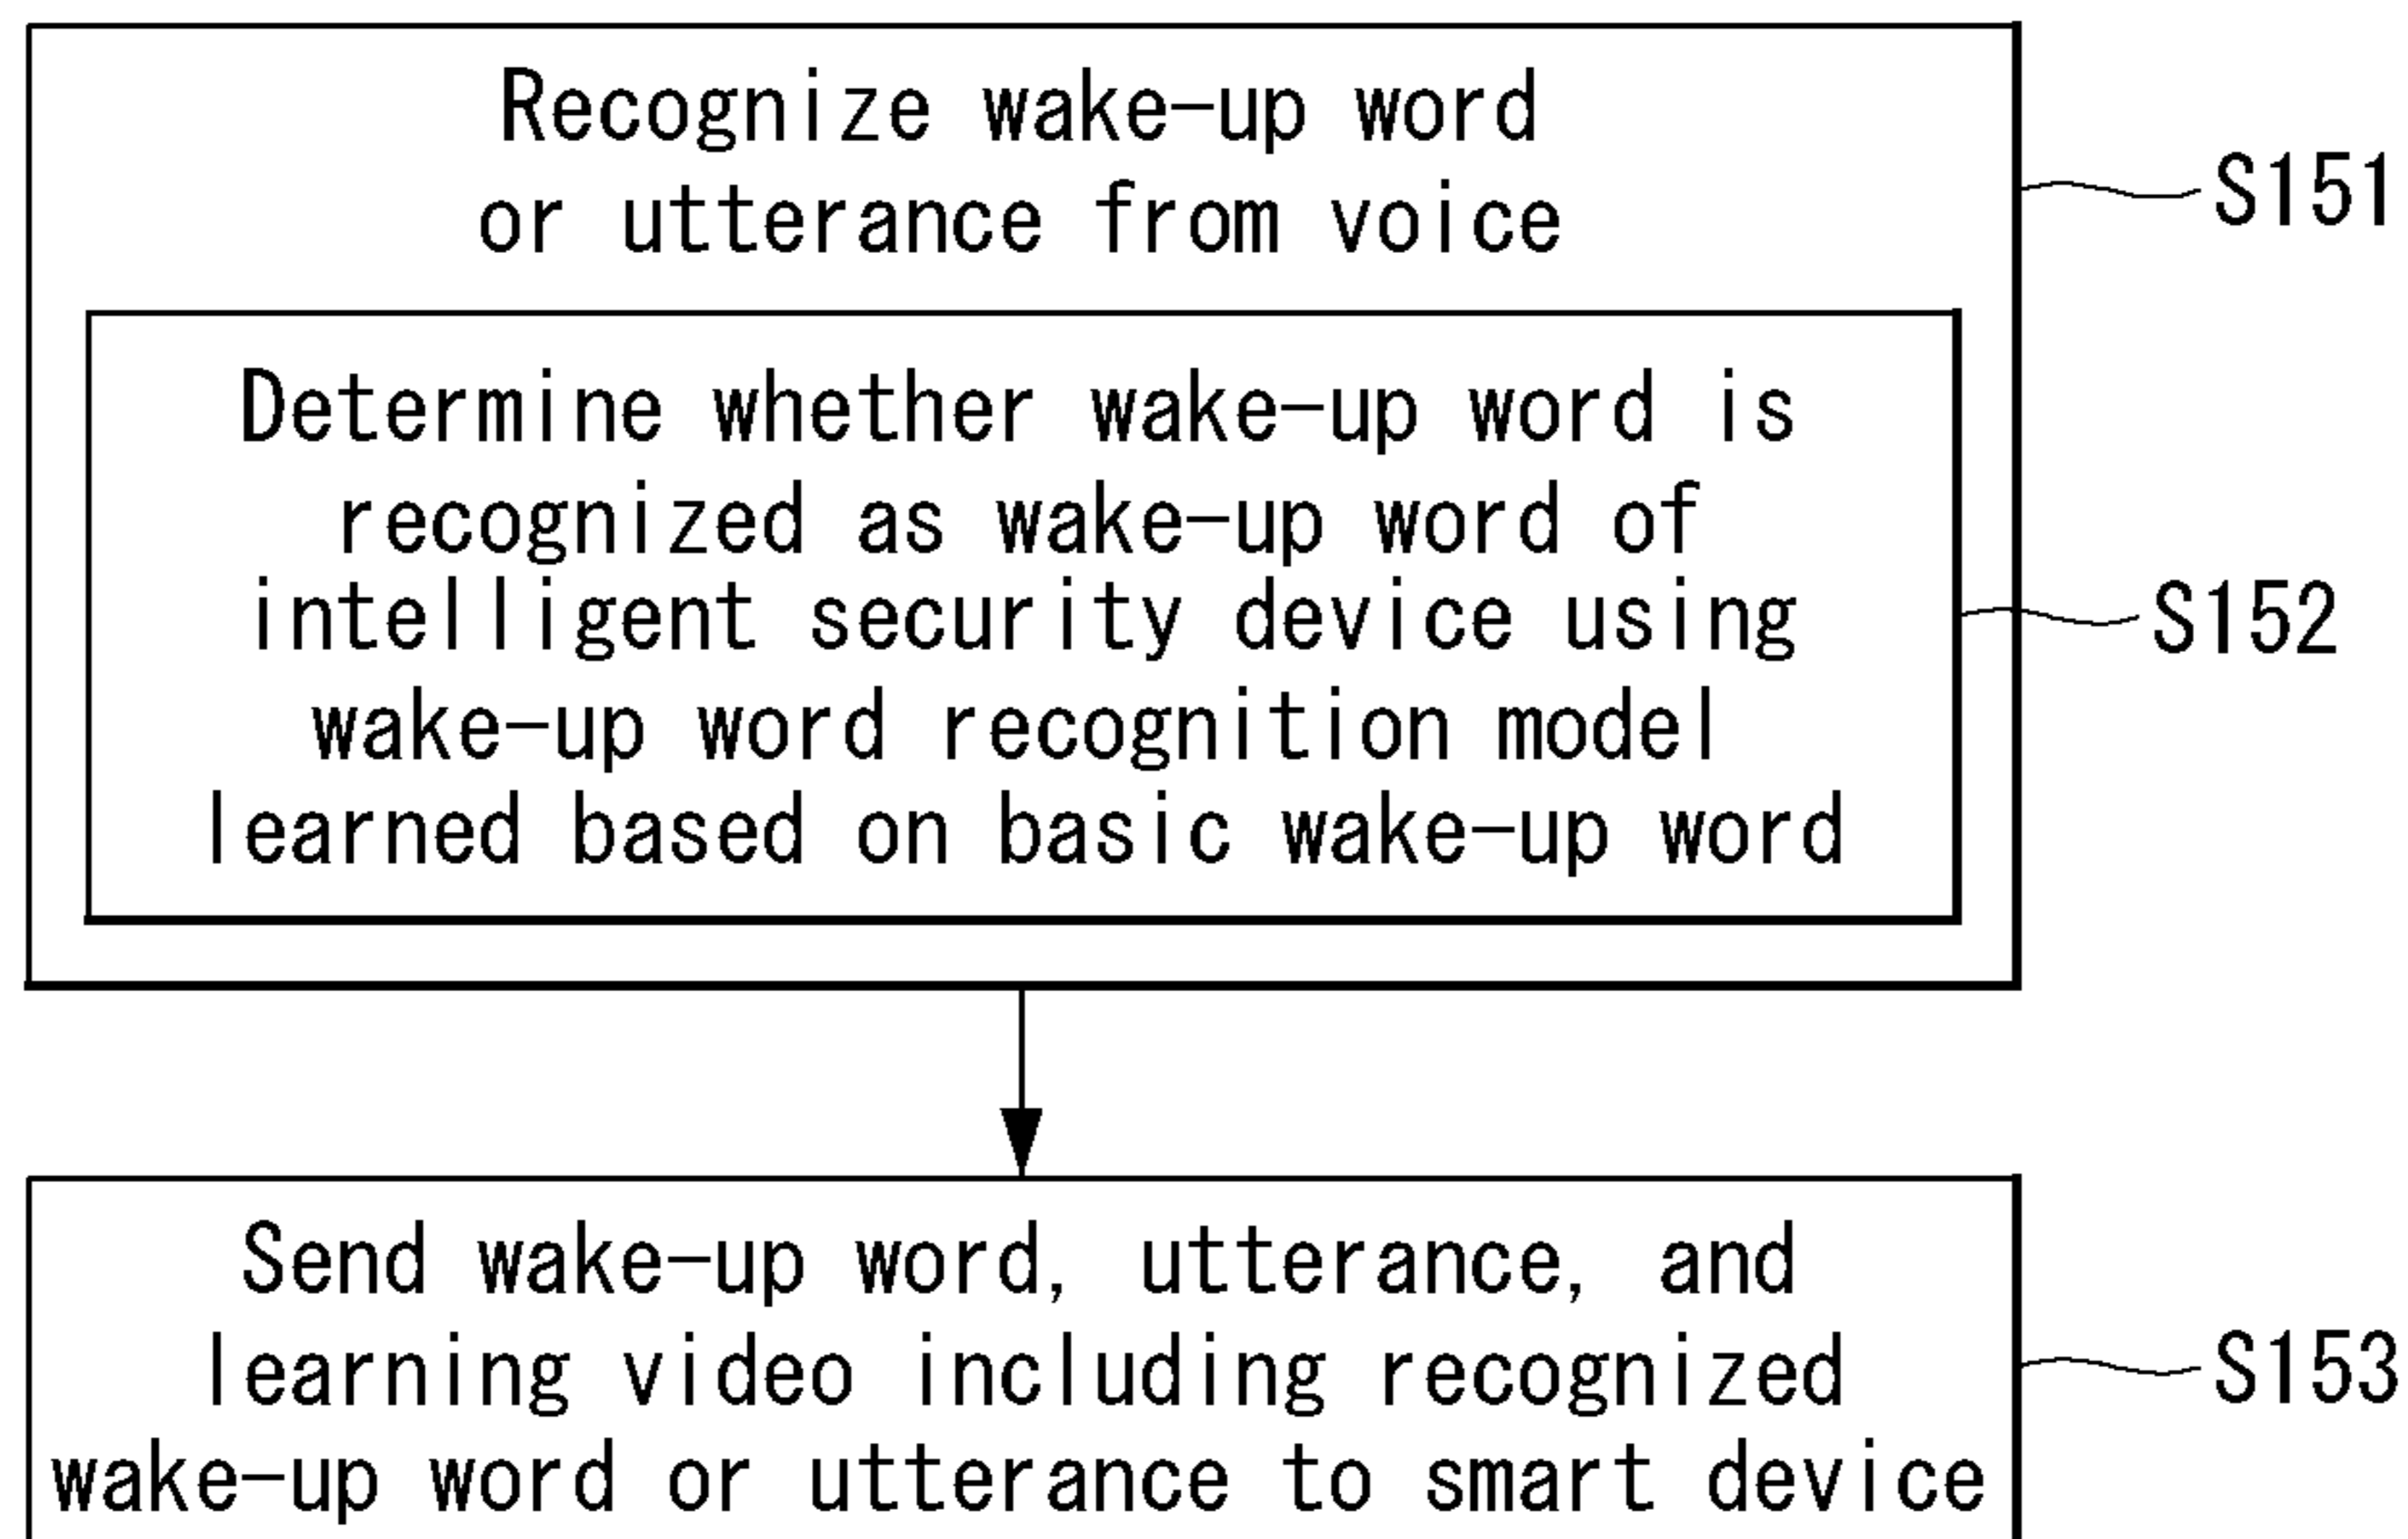 Recognize wake-up word
or utterance from voice
S151
Determine whether wake-up word is
recognized as wake-up word of
intelligent security device using
wake-up word recognition model
learned based on basic wake-up word
S152
Send wake-up word, utterance, and
learning video including recognized
wake-up word or utterance to smart device
S153